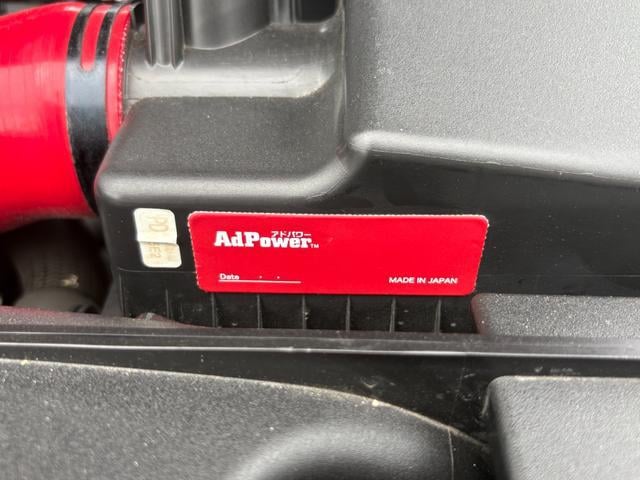 アドパワー
AdPower™
Date . .
MADE IN JAPAN